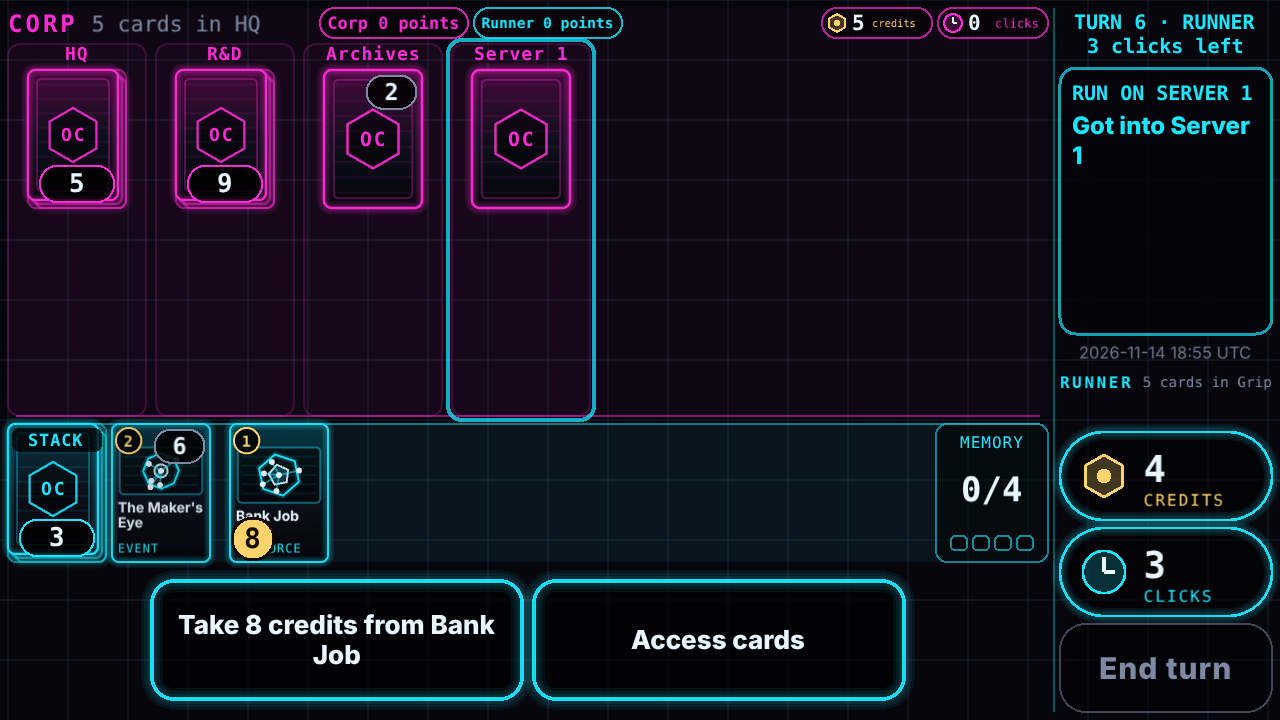 CORP 5 cards in HQ
Corp 0 points
Runner 0 points
5 credits
0 clicks
TURN 6 · RUNNER
3 clicks left
HQ
R&D
Archives
Server 1
OC
5
OC
9
2
OC
OC
RUN ON SERVER 1
Got into Server
1
2026-11-14 18:55 UTC
RUNNER 5 cards in Grip
STACK
OC
3
2
6
The Maker's
Eye
EVENT
1
Bank Job
8
MEMORY
0/4
4
CREDITS
3
CLICKS
Take 8 credits from Bank
Job
Access cards
End turn